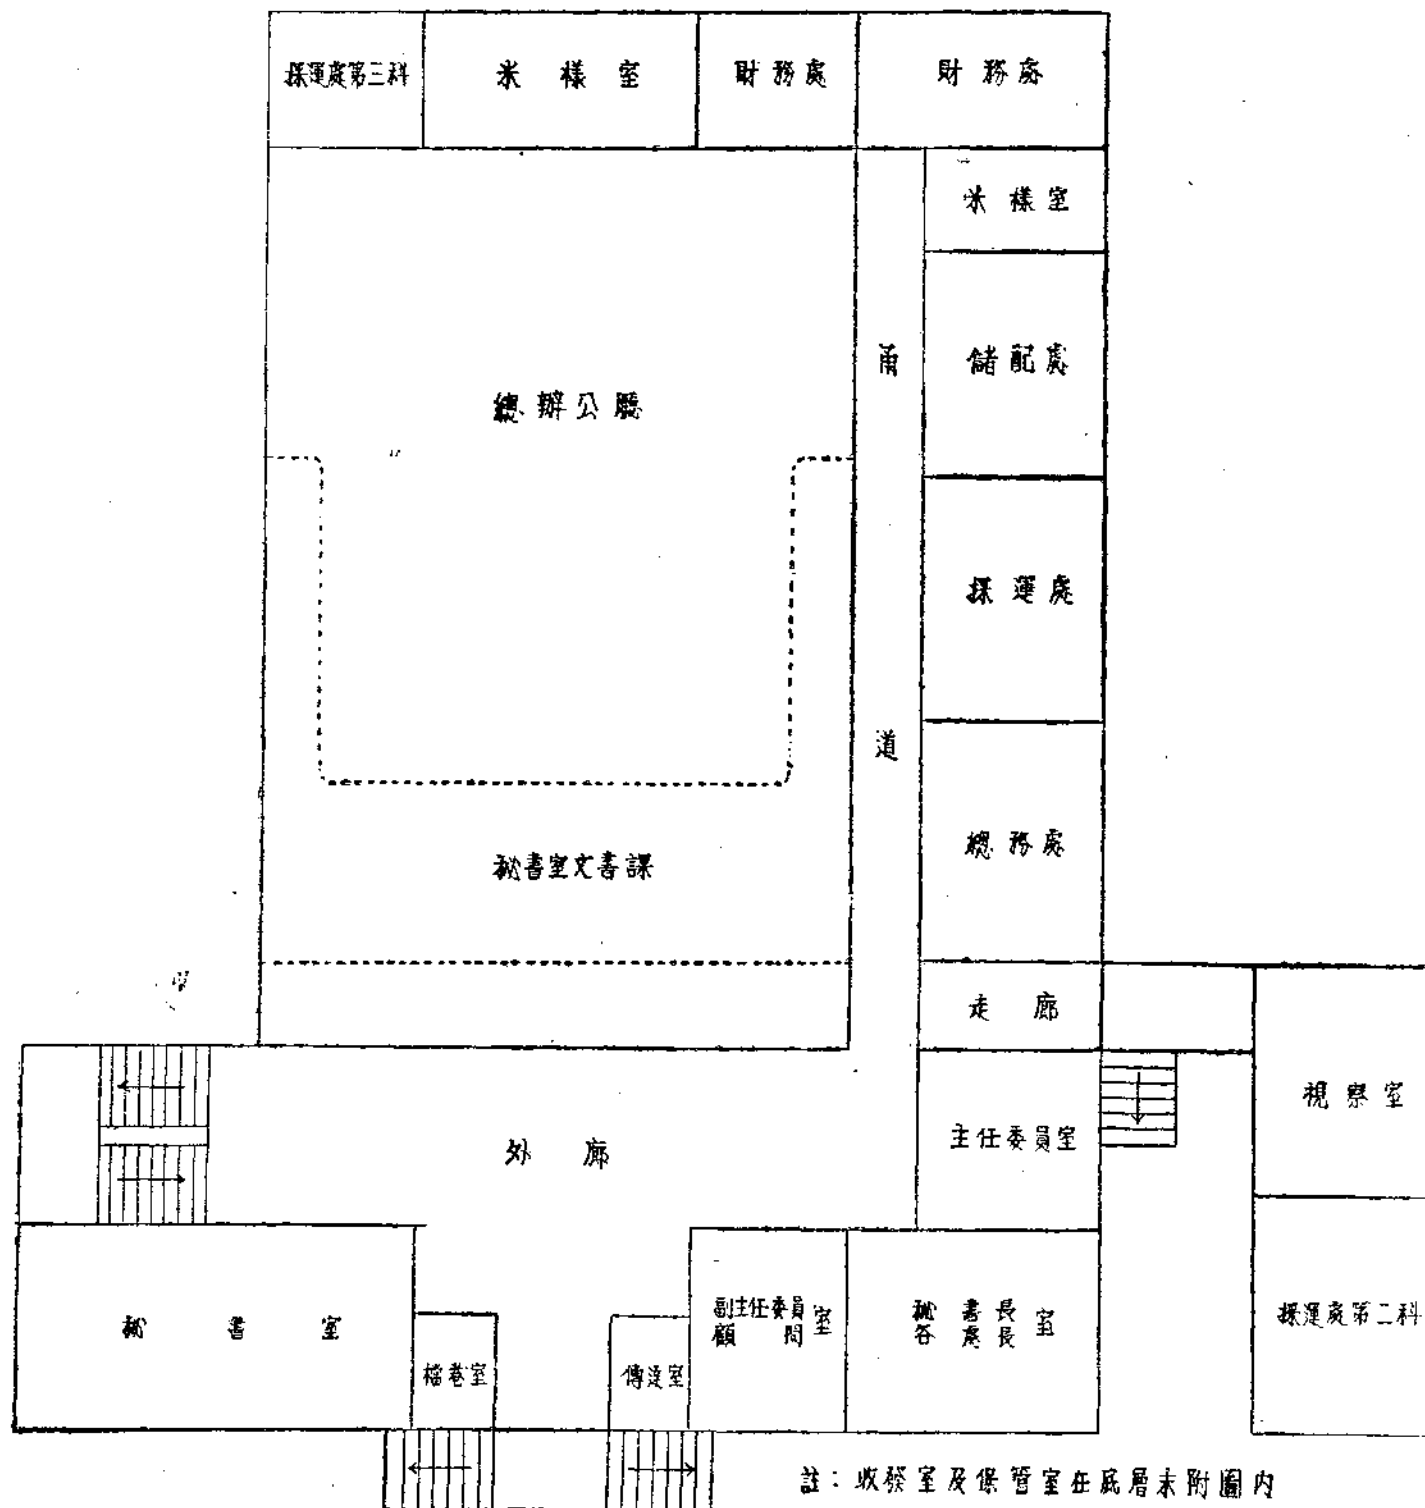 採運處第三科
米樣室
財務處
財務處
米樣室
儲配處
甬道
總辦公廳
採運處
總務處
秘書室文書課
走廊
視察室
主任委員室
外廊
秘書室
檔卷室
傳達室
副主任委員
顧問
室
秘書長
各處長
室
採運處第二科
註：收發室及保管室在底層未附圖內